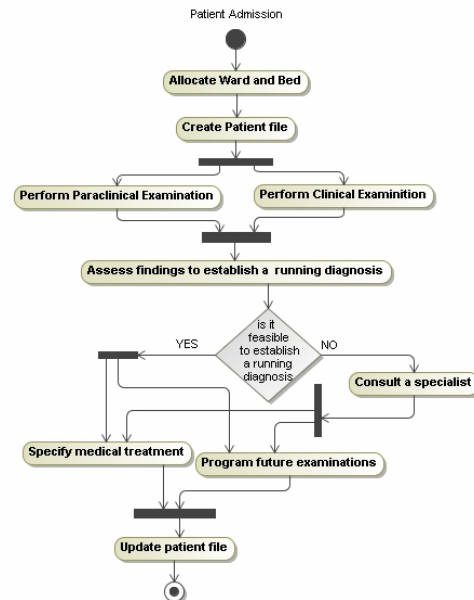 Patient Admission
Allocate Ward and Bed
Create Patient file
Perform Paraclinical Examination
Perform Clinical Examinition
Assess findings to establish a running diagnosis
is it
feasible
to establish
a running
diagnosis
YES
NO
Consult a specialist
Specify medical treatment
Program future examinations
Update patient file